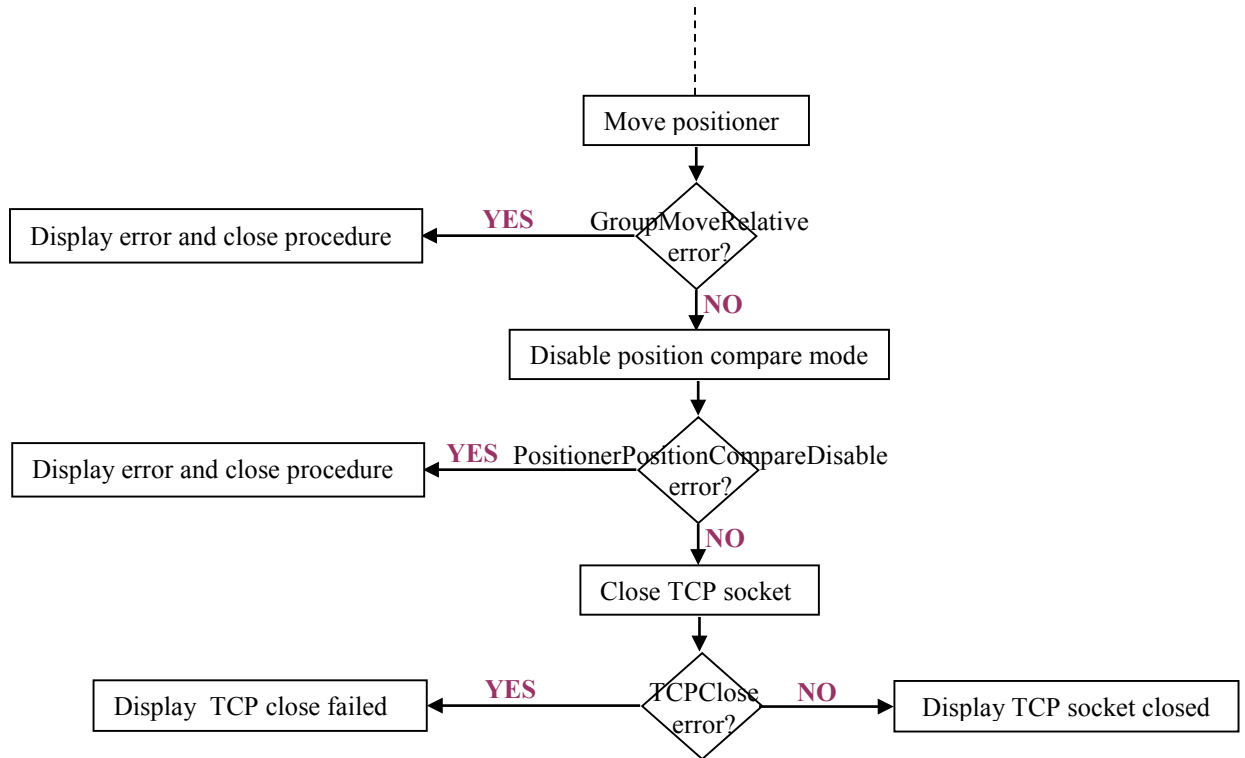 Move positioner
GroupMoveRelative
error?
YES
Display error and close procedure
NO
Disable position compare mode
PositionerPositionCompareDisable
error?
YES
Display error and close procedure
NO
Close TCP socket
TCPClose
error?
YES
NO
Display TCP close failed
Display TCP socket closed